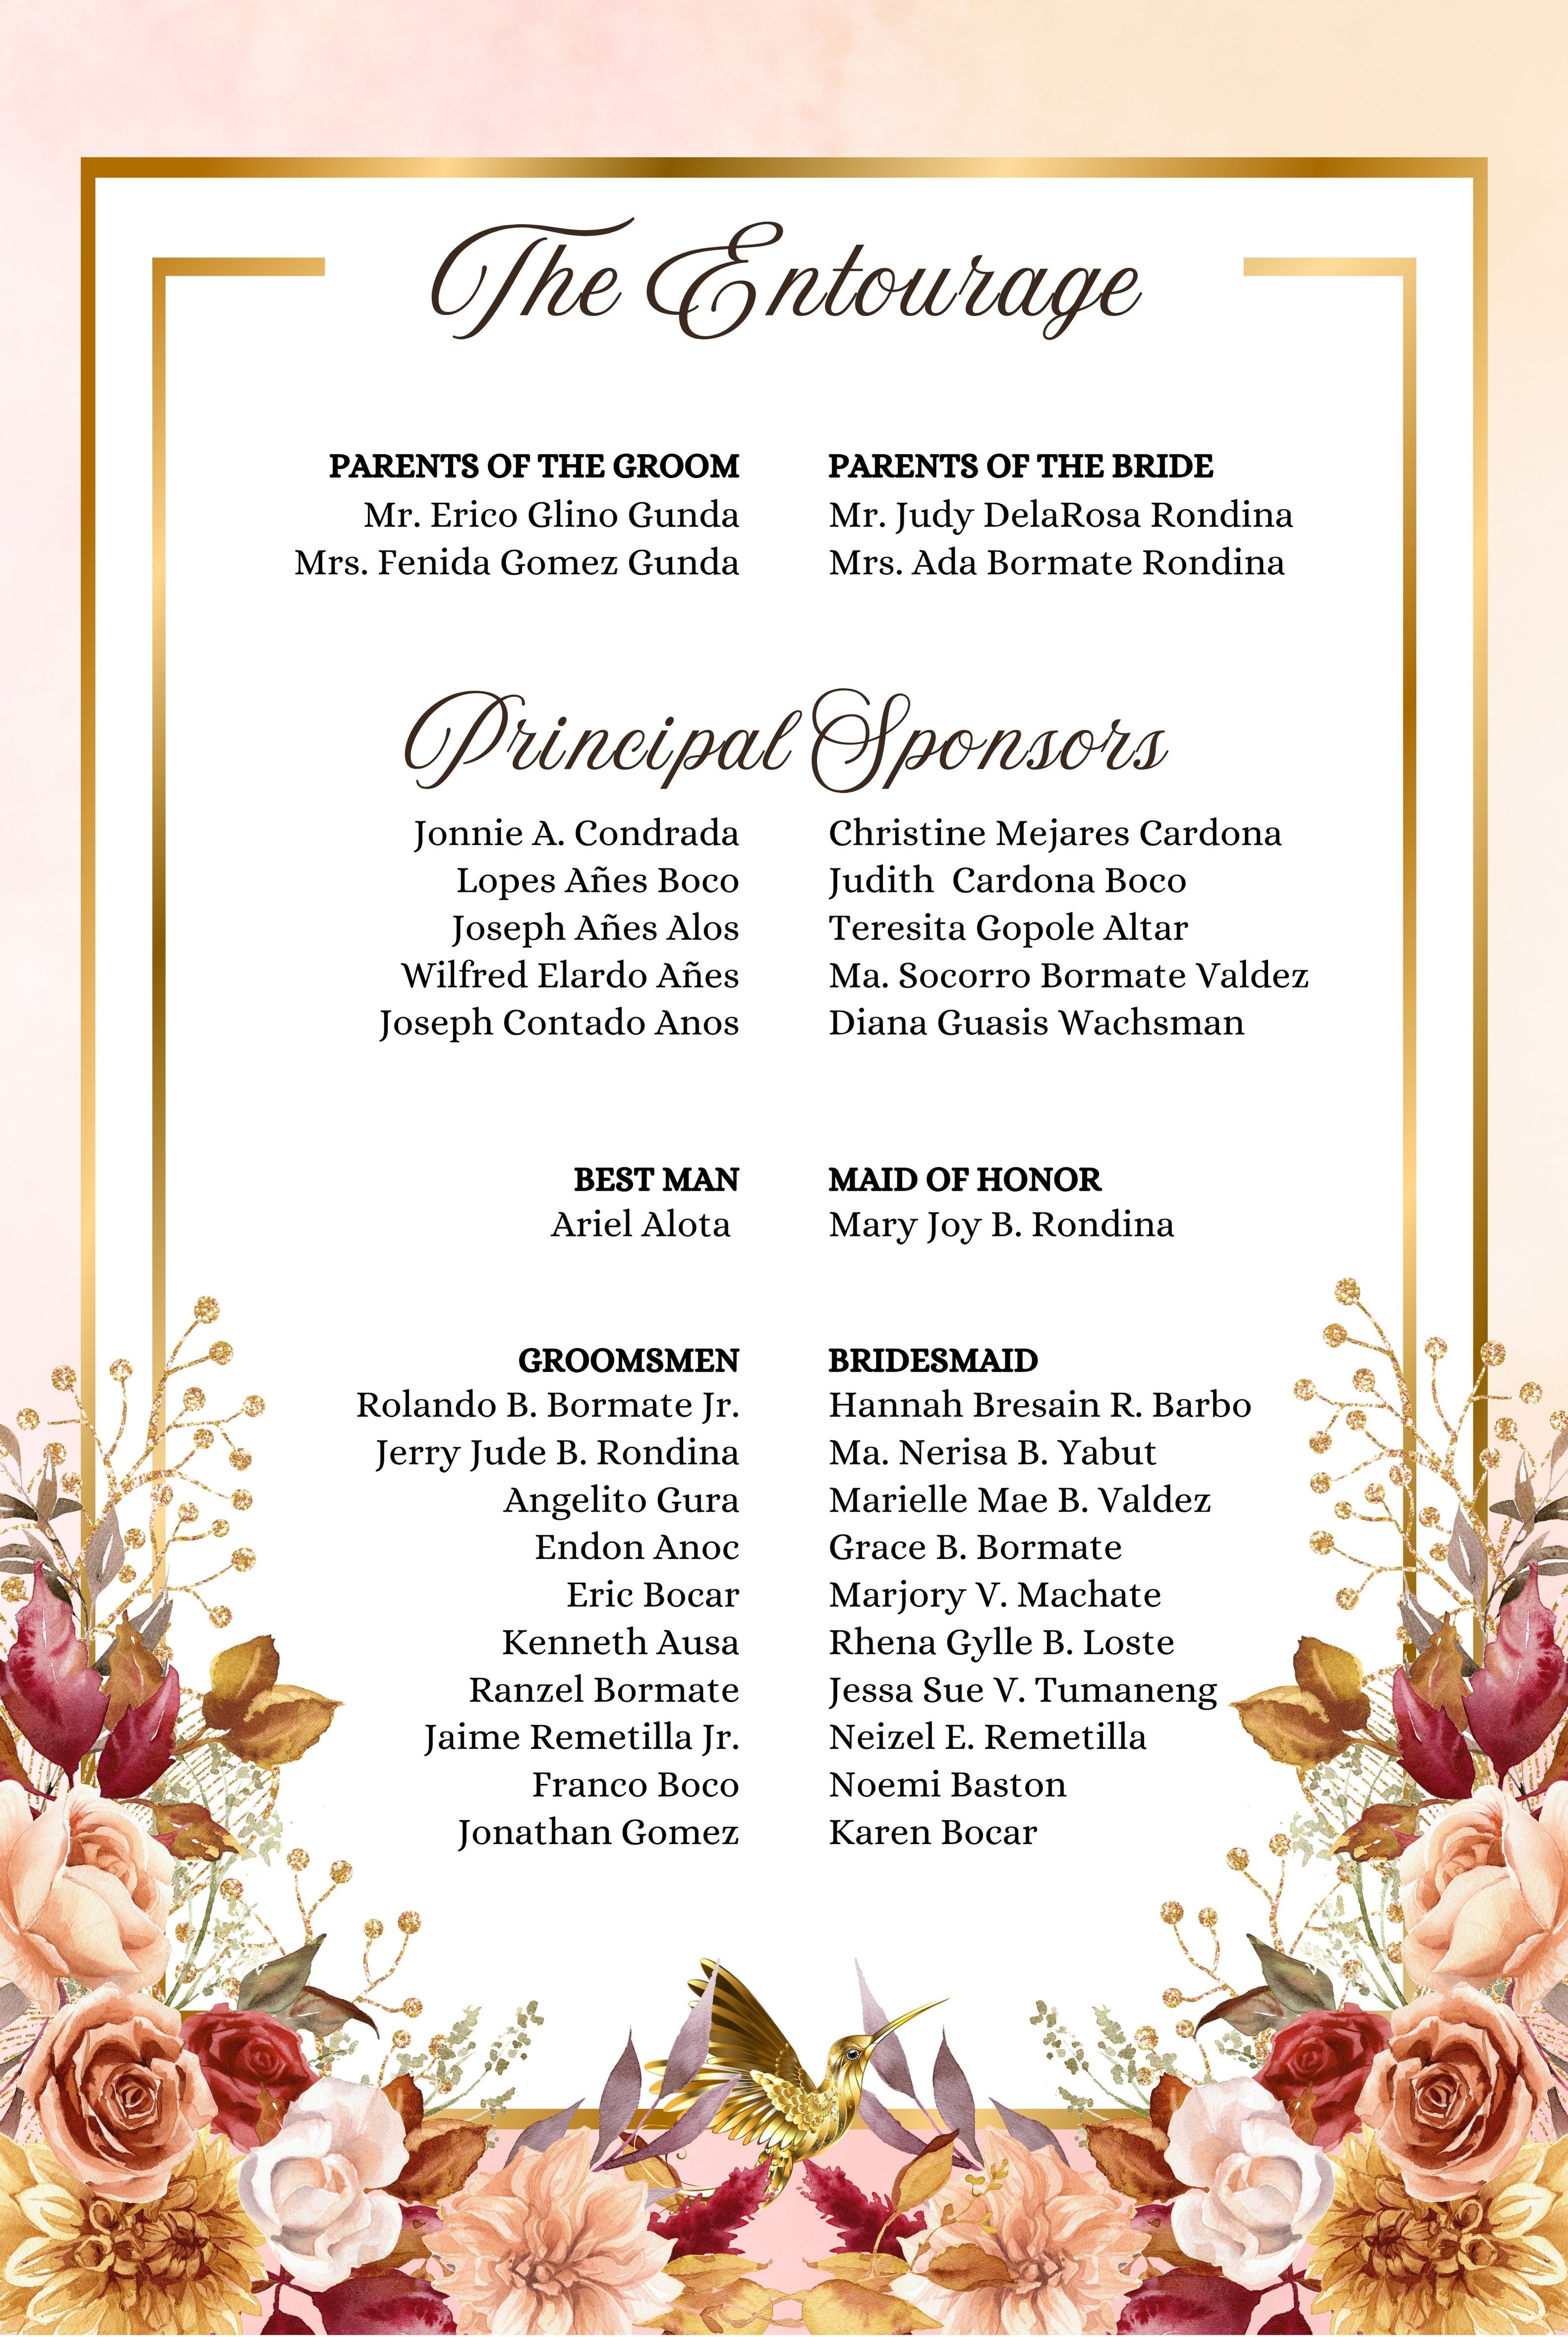 The Entourage
PARENTS OF THE GROOM
Mr. Erico Glino Gunda
Mrs. Fenida Gomez Gunda
PARENTS OF THE BRIDE
Mr. Judy DelaRosa Rondina
Mrs. Ada Bormate Rondina
Principal Sponsors
Jonnie A. Condrada
Lopes Añes Boco
Joseph Añes Alos
Wilfred Elardo Añes
Joseph Contado Anos
Christine Mejares Cardona
Judith  Cardona Boco
Teresita Gopole Altar
Ma. Socorro Bormate Valdez
Diana Guasis Wachsman
BEST MAN
Ariel Alota
MAID OF HONOR
Mary Joy B. Rondina
GROOMSMEN
Rolando B. Bormate Jr.
Jerry Jude B. Rondina
Angelito Gura
Endon Anoc
Eric Bocar
Kenneth Ausa
Ranzel Bormate
Jaime Remetilla Jr.
Franco Boco
Jonathan Gomez
BRIDESMAID
Hannah Bresain R. Barbo
Ma. Nerisa B. Yabut
Marielle Mae B. Valdez
Grace B. Bormate
Marjory V. Machate
Rhena Gylle B. Loste
Jessa Sue V. Tumaneng
Neizel E. Remetilla
Noemi Baston
Karen Bocar